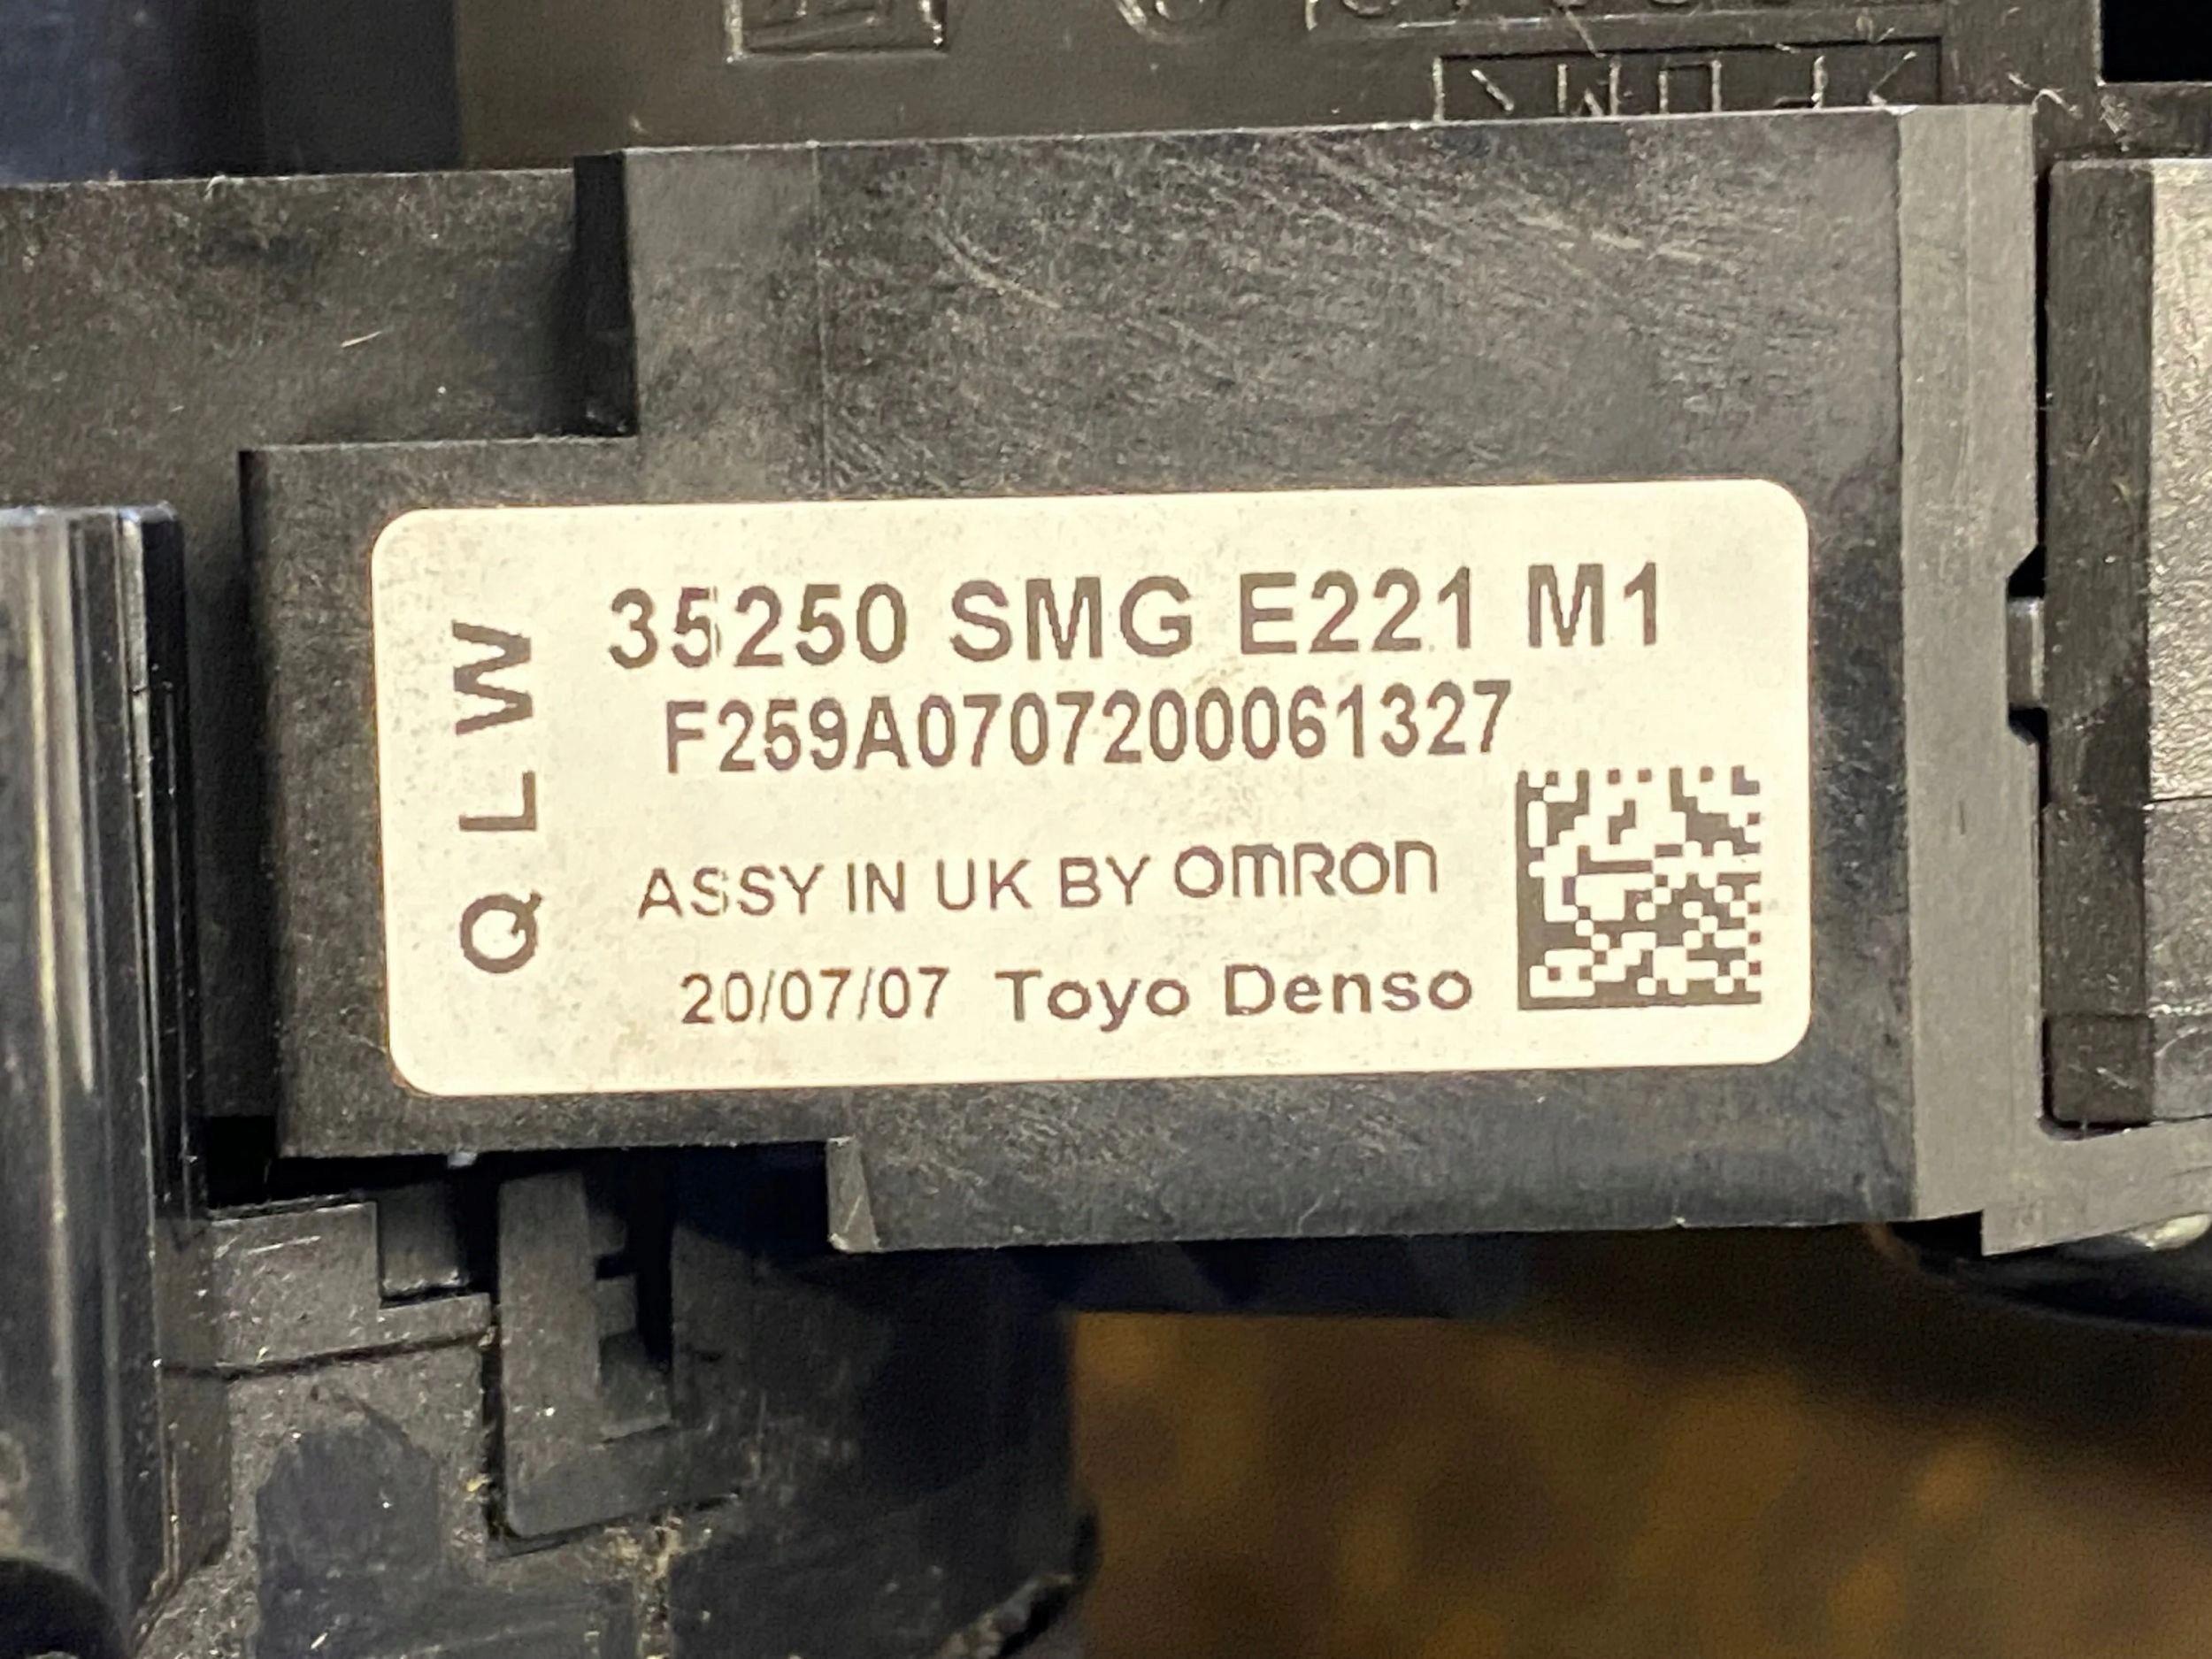 35250 SMG E221 M1
F259A0707200061327
ASSY IN UK BY OMRON
20/07/07 Toyo Denso
QLW